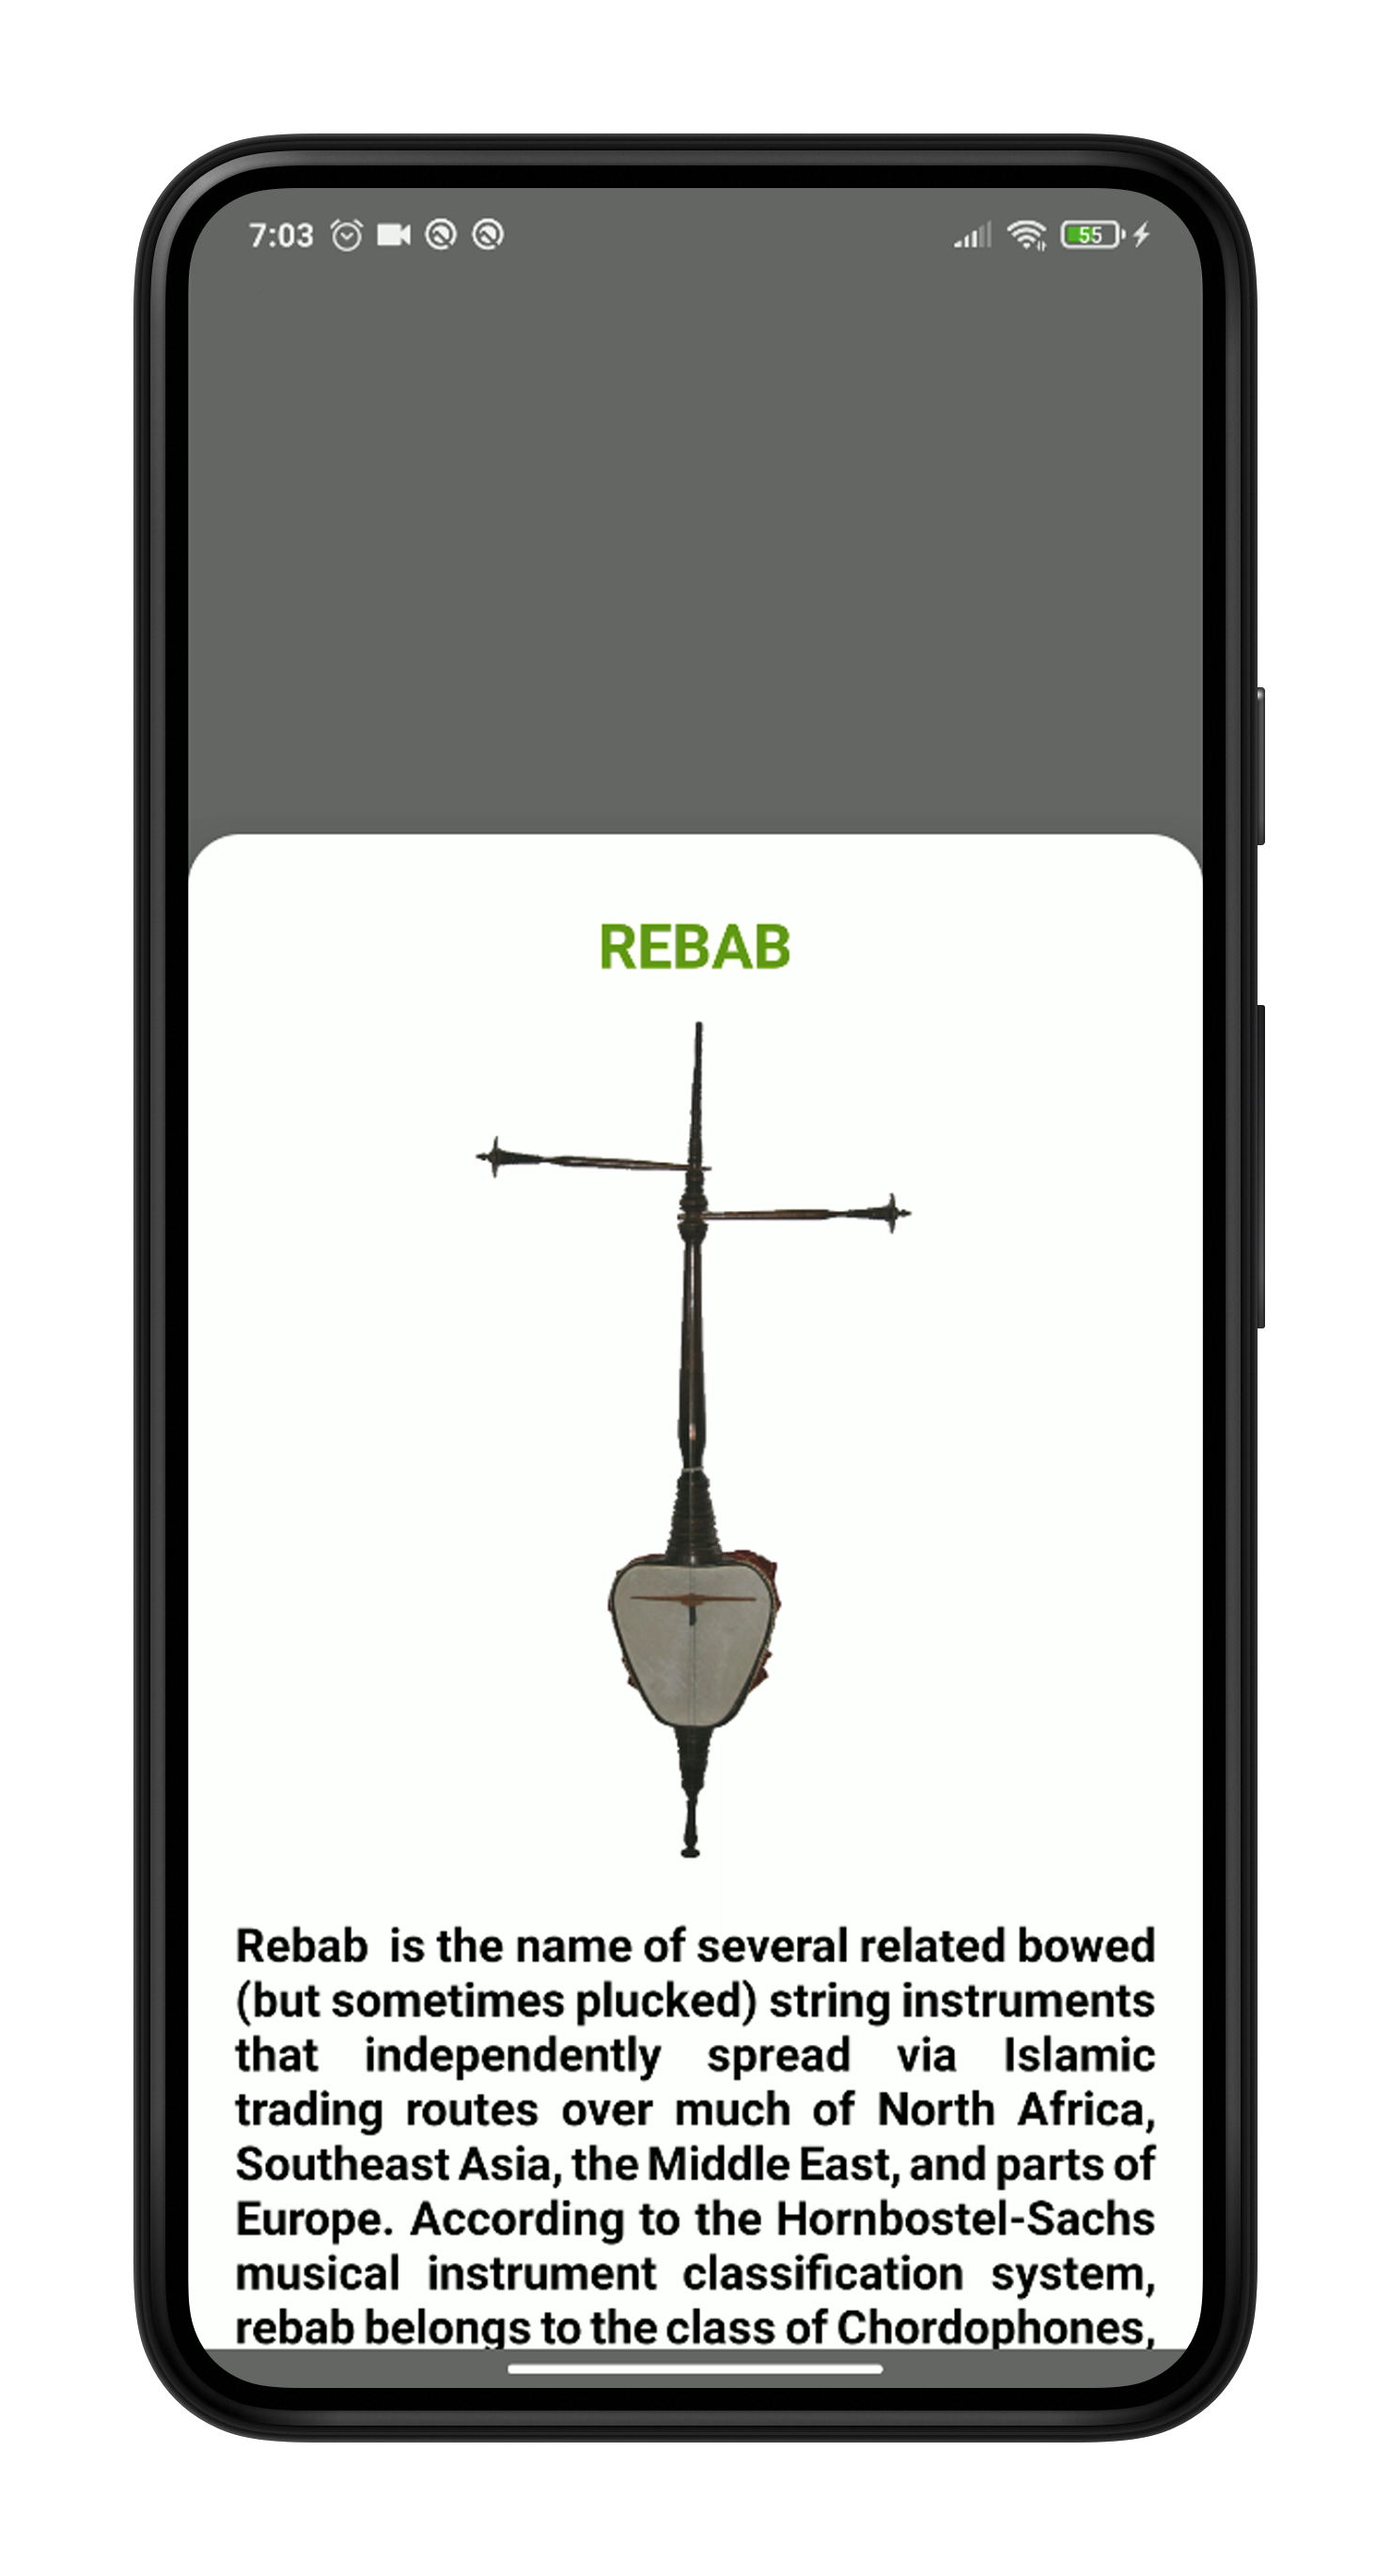 7:03 55
REBAB
Rebab is the name of several related bowed
(but sometimes plucked) string instruments
that independently spread via Islamic
trading routes over much of North Africa,
Southeast Asia, the Middle East, and parts of
Europe. According to the Hornbostel-Sachs
musical instrument classification system,
rebab belongs to the class of Chordophones,